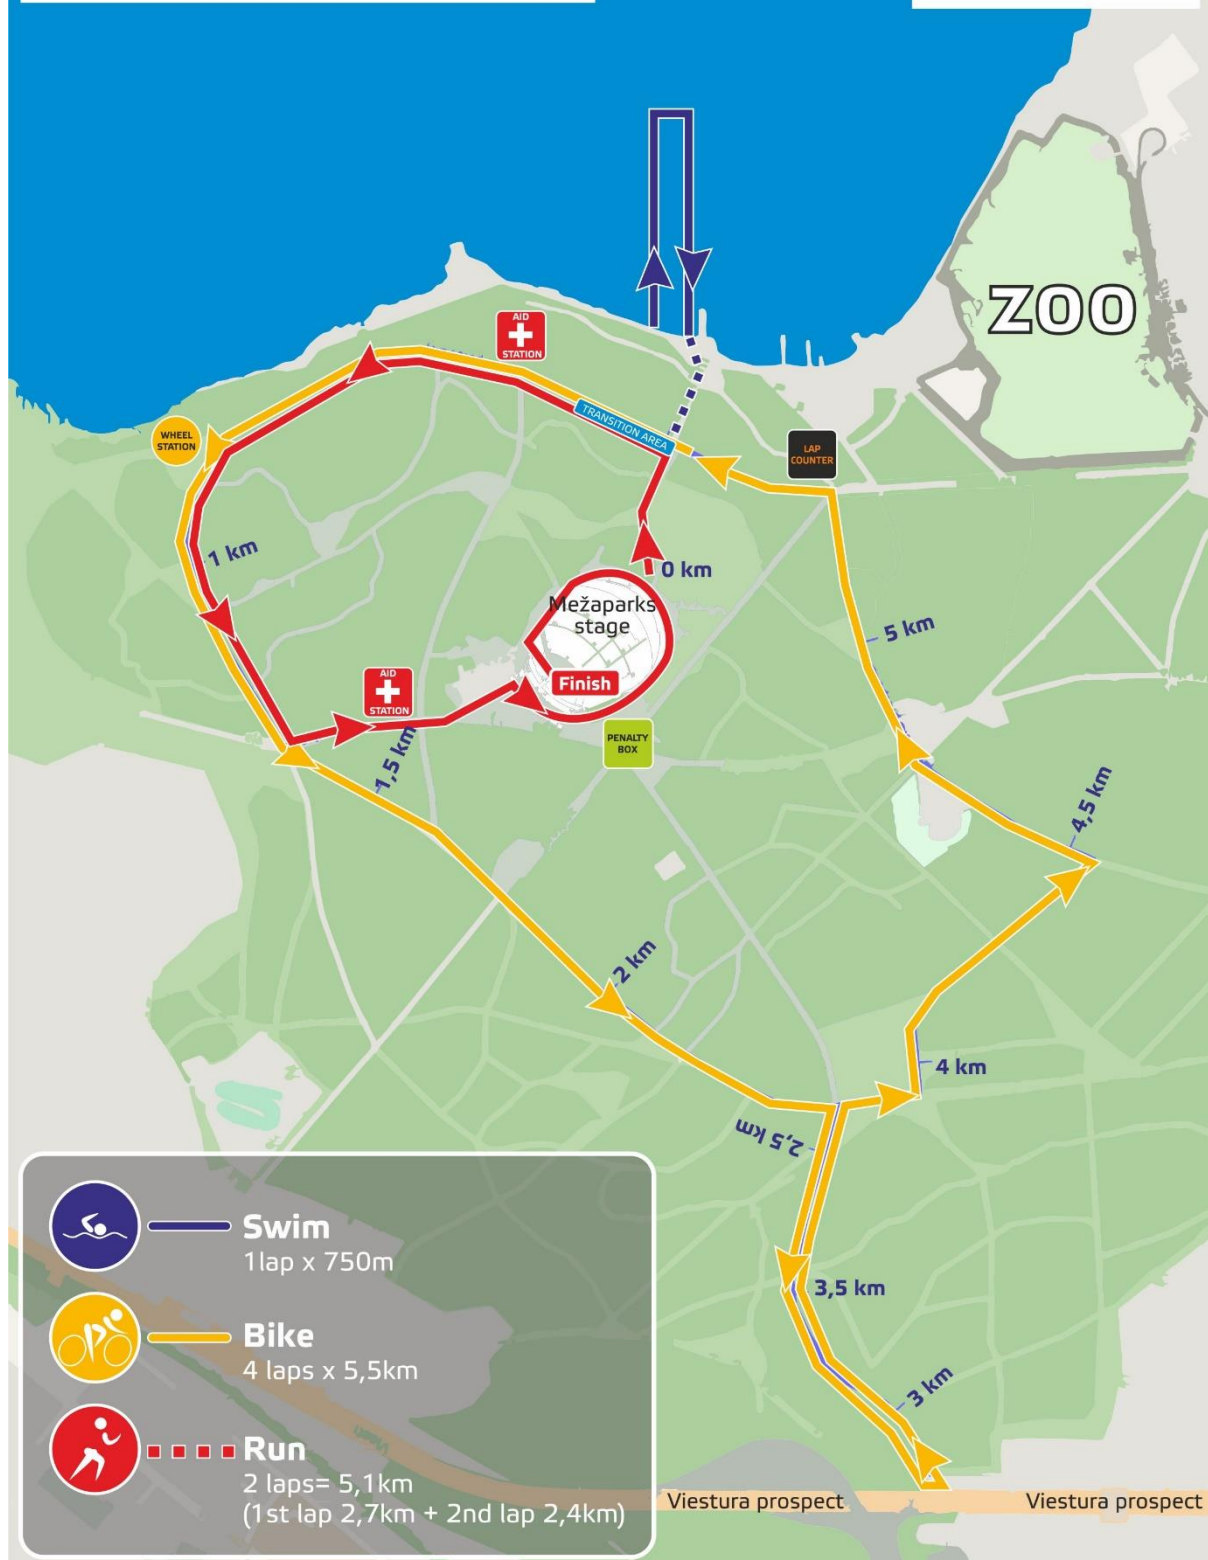 ZOO
AID
STATION
WHEEL
STATION
TRANSITION AREA
LAP
COUNTER
1 km
0 km
Mežaparks
stage
5 km
Finish
AID
STATION
PENALTY
BOX
1,5 km
4,5 km
2 km
4 km
2,5 km
3,5 km
3 km
Swim
1lap x 750m
Bike
4 laps x 5,5km
Run
2 laps= 5,1km
(1st lap 2,7km + 2nd lap 2,4km)
Viestura prospect
Viestura prospect